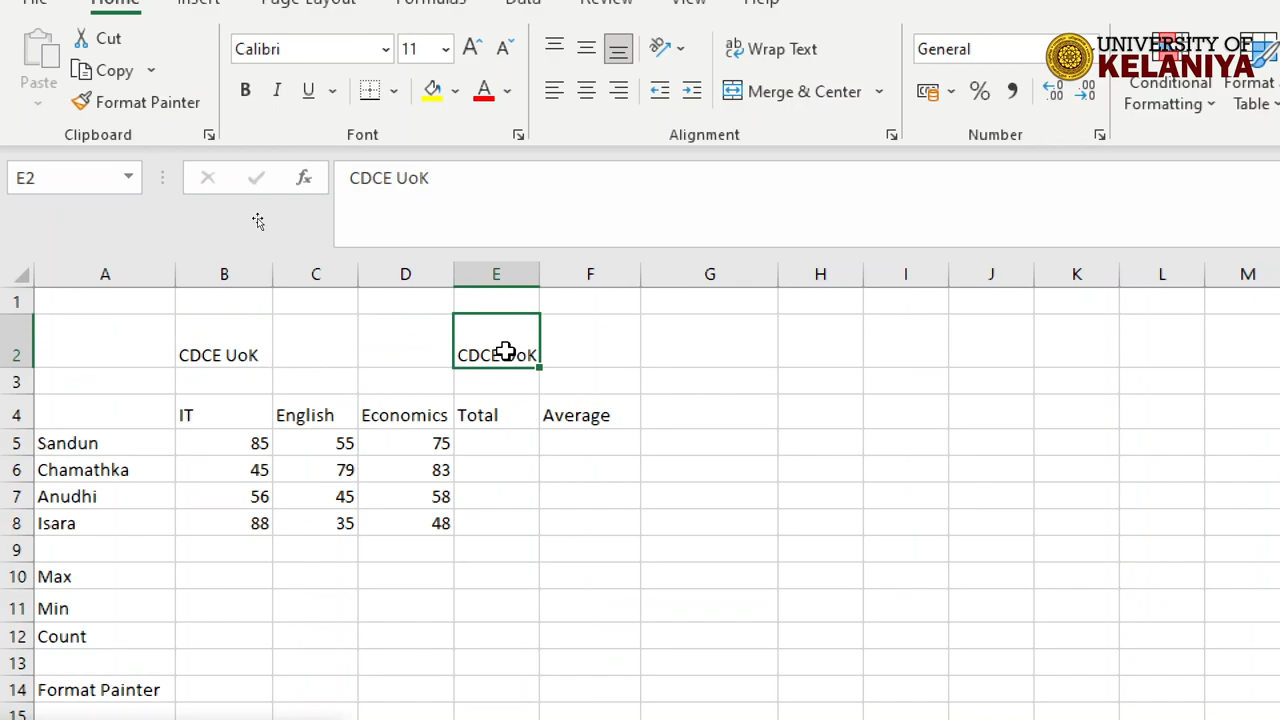 File Home Insert Page Layout Formulas Data Review View Help
UNIVERSITY OF
KELANIYA
Cut
Copy
Format Painter
Paste
Clipboard
Calibri 11
B I U A
Font
Wrap Text
Merge & Center
Alignment
General
% 9
Number
Conditional
Formatting
Format
Table
E2 fx CDCE UoK
A B C D E F G H I J K L M
1
2 CDCE UoK CDCE UoK
3
4 IT English Economics Total Average
5 Sandun 85 55 75
6 Chamathka 45 79 83
7 Anudhi 56 45 58
8 Isara 88 35 48
9
10 Max
11 Min
12 Count
13
14 Format Painter
15